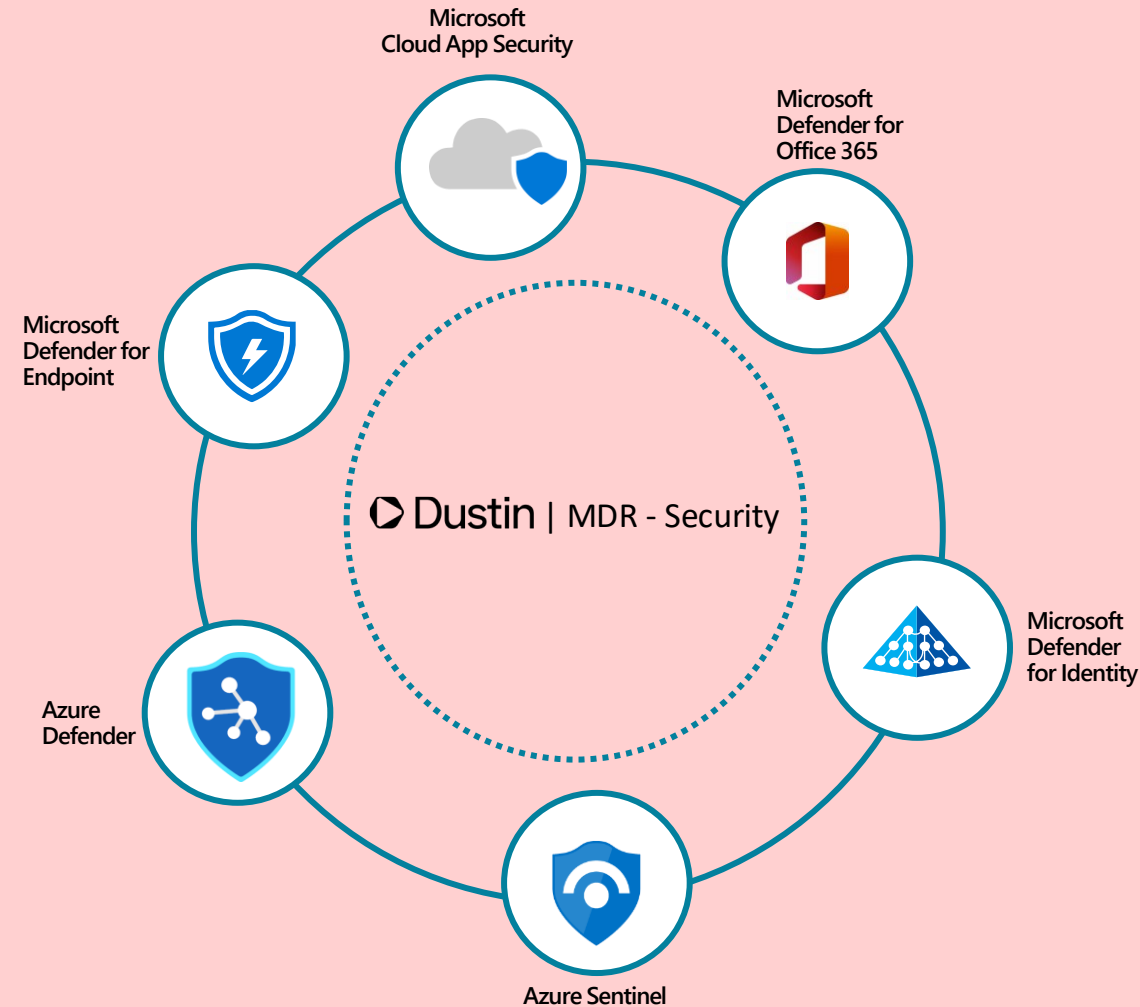 Microsoft
Cloud App Security
Microsoft
Defender for
Office 365
Microsoft
Defender for
Endpoint
Dustin | MDR - Security
Microsoft
Defender
for Identity
Azure
Defender
Azure Sentinel